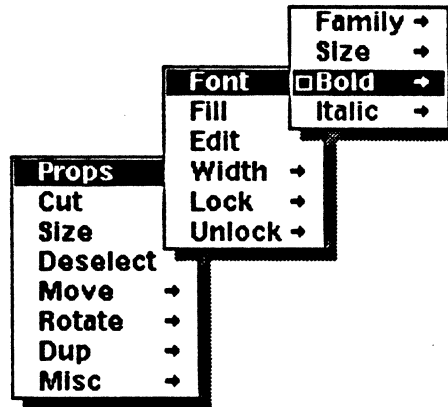 Family →
Size →
Bold →
Italic →
Font
Fill
Edit
Width →
Lock →
Unlock →
Props
Cut
Size
Deselect
Move →
Rotate →
Dup →
Misc →